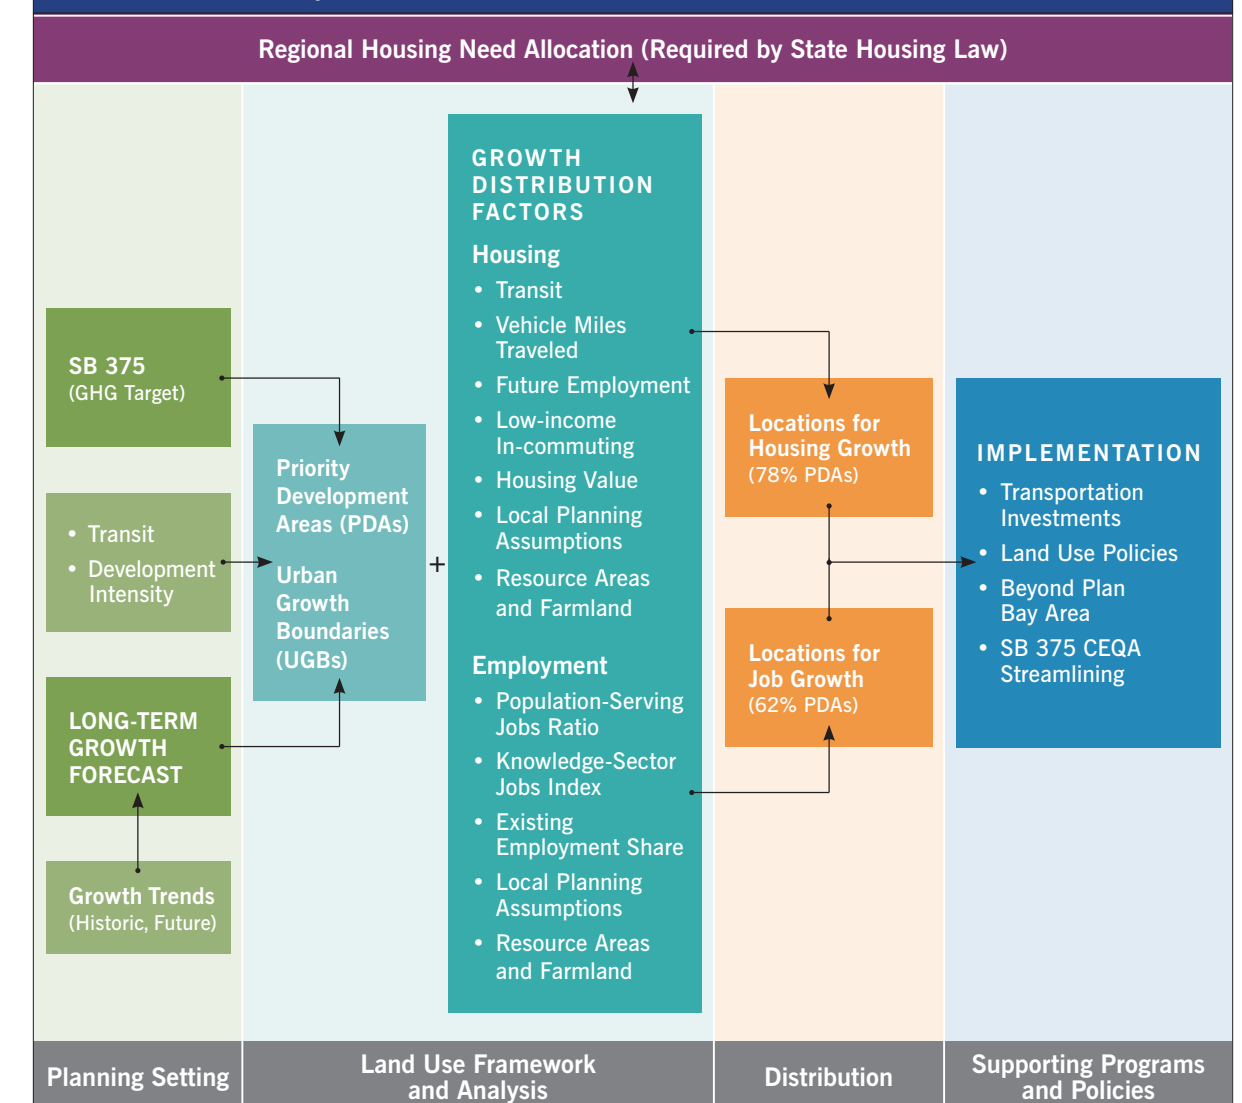 Regional Housing Need Allocation (Required by State Housing Law)
SB 375
(GHG Target)
• Transit
• Development
Intensity
LONG-TERM
GROWTH
FORECAST
Growth Trends
(Historic, Future)
Priority
Development
Areas (PDAs)
Urban
Growth
Boundaries
(UGBs)
+
GROWTH
DISTRIBUTION
FACTORS
Housing
• Transit
• Vehicle Miles
Traveled
• Future Employment
• Low-income
In-commuting
• Housing Value
• Local Planning
Assumptions
• Resource Areas
and Farmland
Employment
• Population-Serving
Jobs Ratio
• Knowledge-Sector
Jobs Index
• Existing
Employment Share
• Local Planning
Assumptions
• Resource Areas
and Farmland
Locations for
Housing Growth
(78% PDAs)
Locations for
Job Growth
(62% PDAs)
IMPLEMENTATION
• Transportation
Investments
• Land Use Policies
• Beyond Plan
Bay Area
• SB 375 CEQA
Streamlining
Planning Setting
Land Use Framework
and Analysis
Distribution
Supporting Programs
and Policies